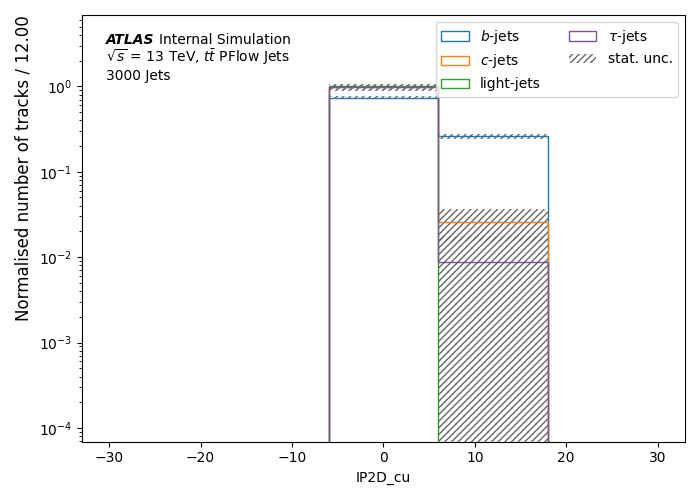 ATLAS Internal Simulation
√s = 13 TeV, tt̄ PFlow Jets
3000 Jets
b-jets
c-jets
light-jets
τ-jets
stat. unc.
Normalised number of tracks / 12.00
10⁰
10⁻¹
10⁻²
10⁻³
10⁻⁴
−30 −20 −10 0 10 20 30
IP2D_cu